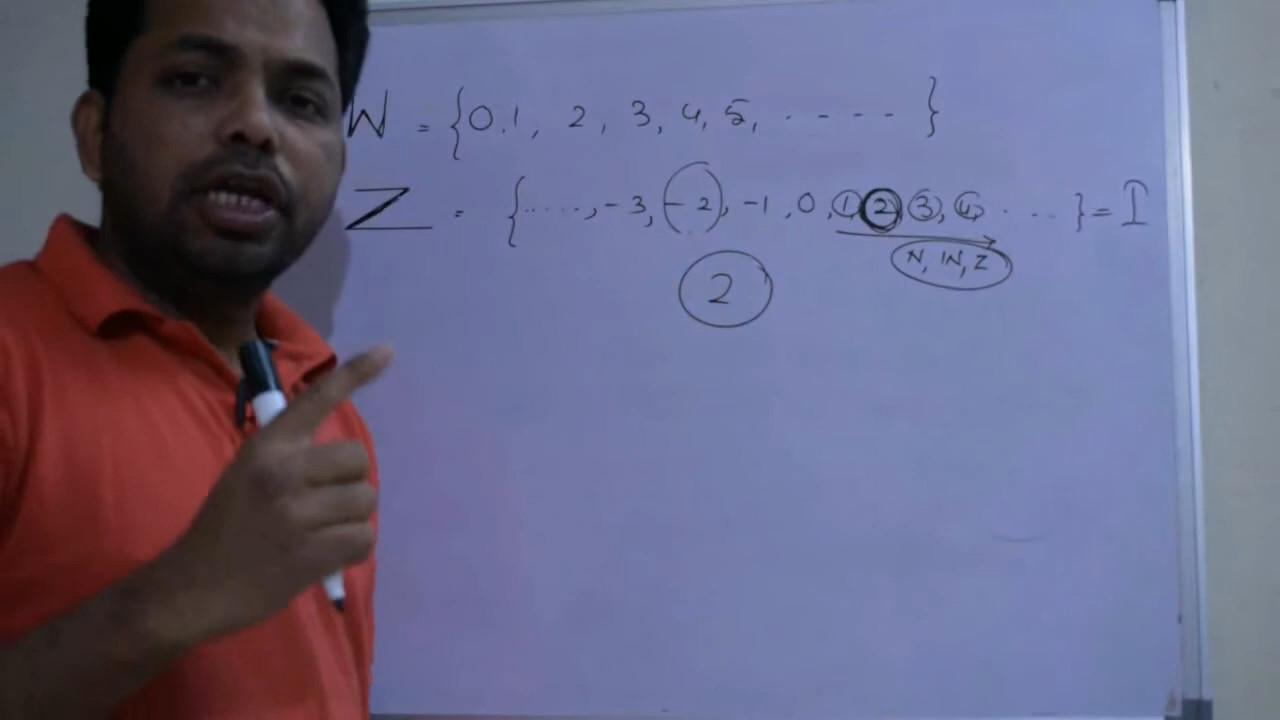 W = {0, 1, 2, 3, 4, 5, . - - - - }
Z = {....., -3, -2, -1, 0, 1 2 3, 4, . . . . } = I
N, W, Z
2